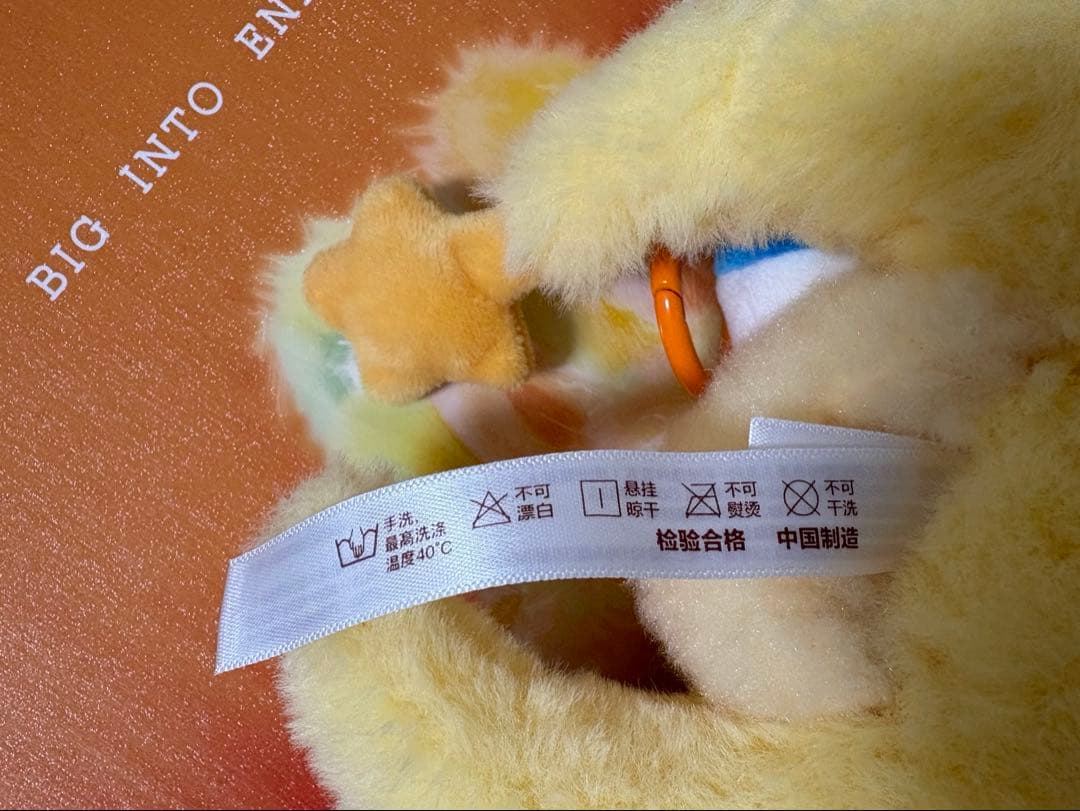 BIG INTO
手洗,
最高洗涤
温度40°C
不可
漂白
悬挂
晾干
不可
熨烫
不可
干洗
检验合格 中国制造